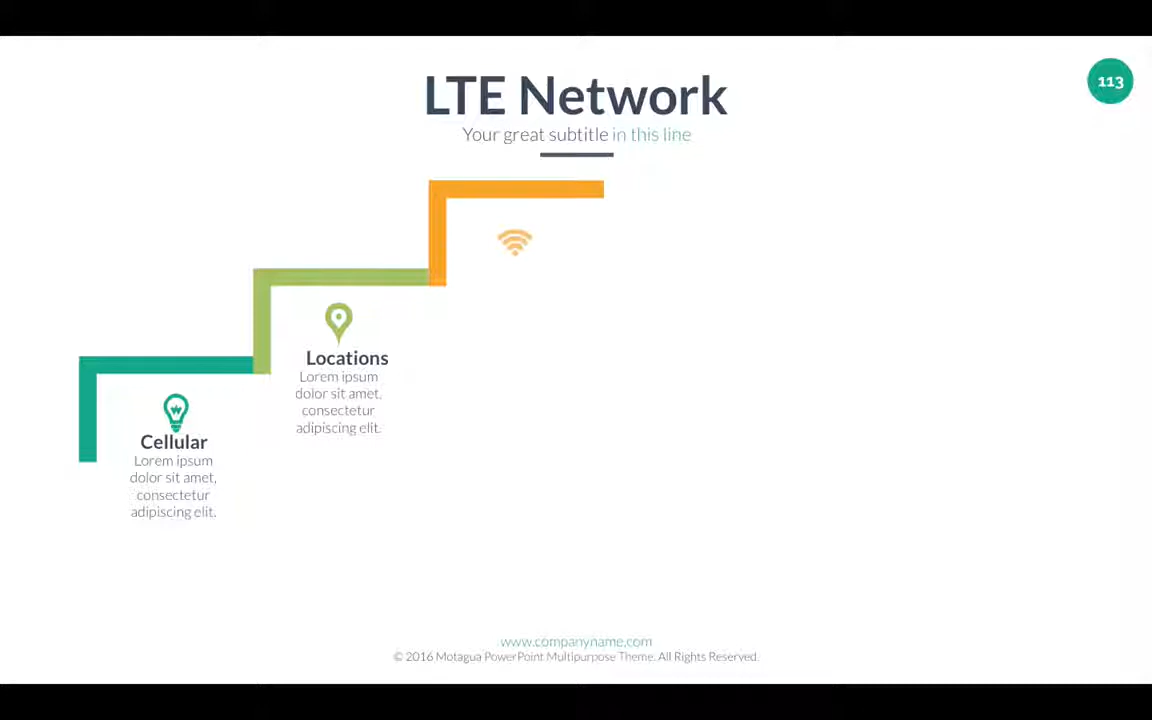 LTE Network
113
Your great subtitle in this line
Locations
Lorem ipsum
dolor sit amet,
consectetur
adipiscing elit.
Cellular
Lorem ipsum
dolor sit amet,
consectetur
adipiscing elit.
www.companyname.com
© 2016 Motagua PowerPoint Multipurpose Theme. All Rights Reserved.